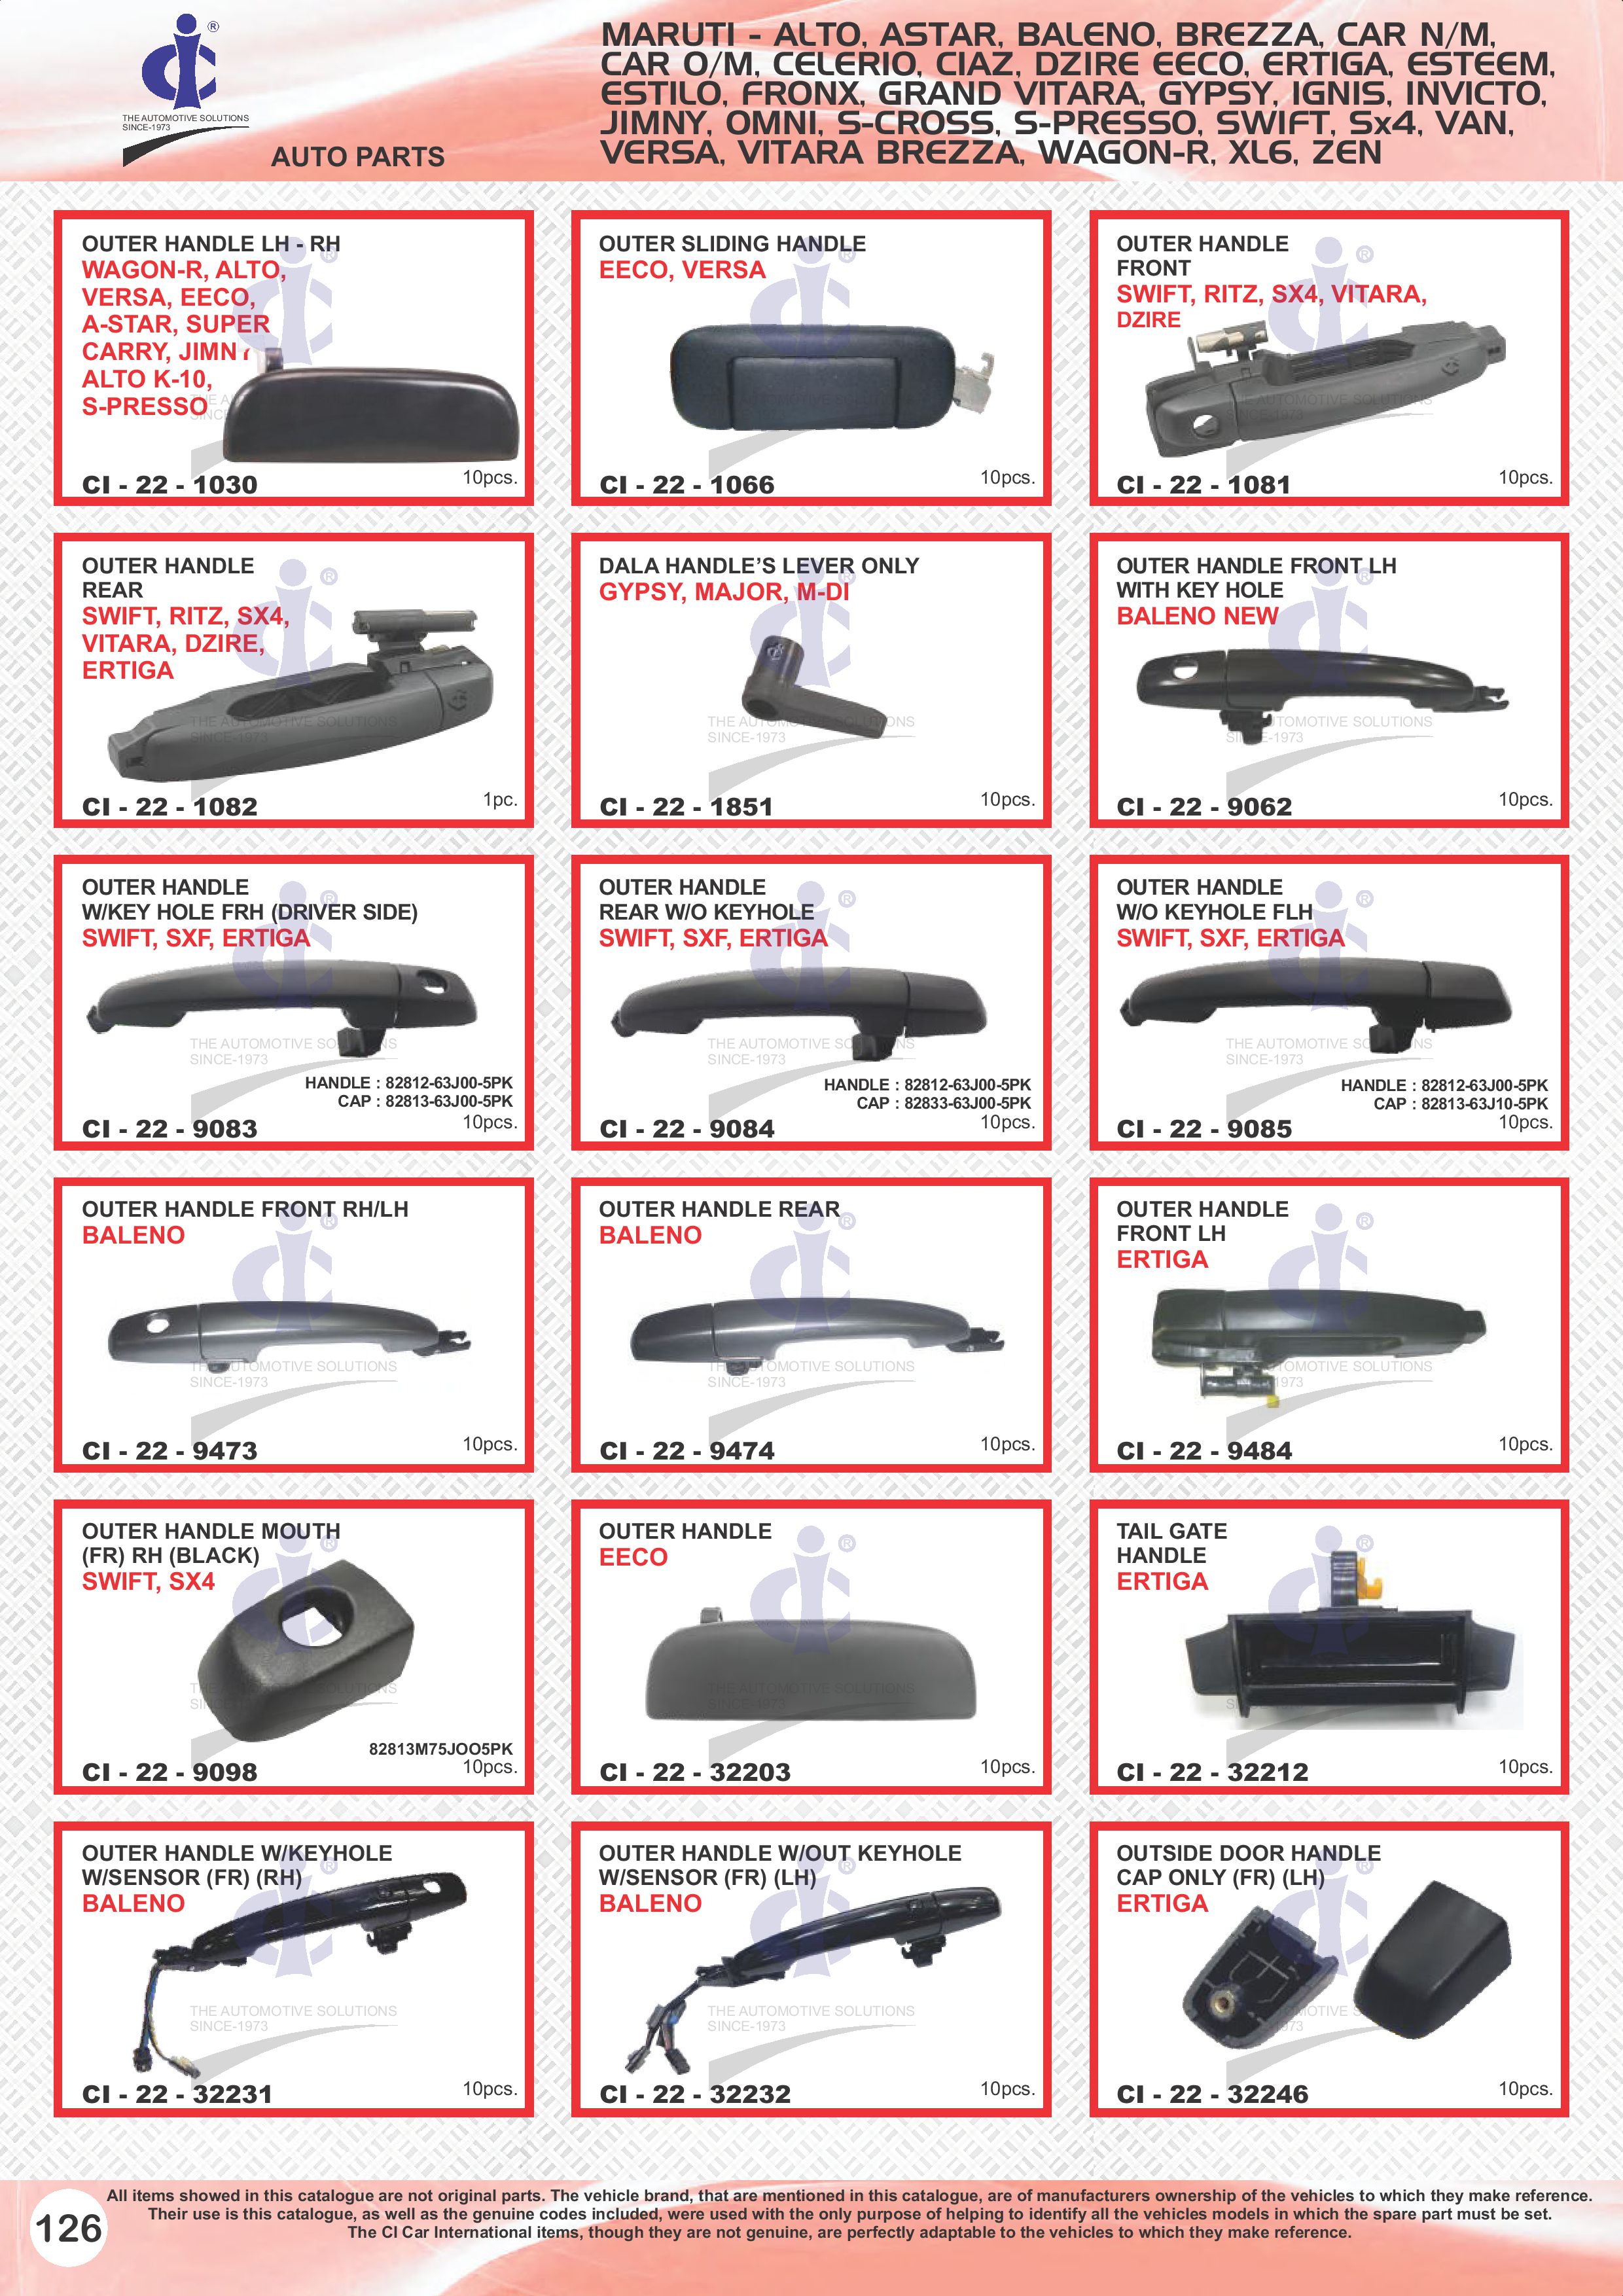 ®
THE AUTOMOTIVE SOLUTIONS
SINCE-1973
AUTO PARTS
MARUTI - ALTO, ASTAR, BALENO, BREZZA, CAR N/M,
CAR O/M, CELERIO, CIAZ, DZIRE EECO, ERTIGA, ESTEEM,
ESTILO, FRONX, GRAND VITARA, GYPSY, IGNIS, INVICTO,
JIMNY, OMNI, S-CROSS, S-PRESSO, SWIFT, Sx4, VAN,
VERSA, VITARA BREZZA, WAGON-R, XL6, ZEN
OUTER HANDLE LH - RH
WAGON-R, ALTO,
VERSA, EECO,
A-STAR, SUPER
CARRY, JIMNY
ALTO K-10,
S-PRESSO
CI - 22 - 1030
10pcs.
OUTER SLIDING HANDLE
EECO, VERSA
CI - 22 - 1066
10pcs.
OUTER HANDLE
FRONT
SWIFT, RITZ, SX4, VITARA,
DZIRE
CI - 22 - 1081
10pcs.
OUTER HANDLE
REAR
SWIFT, RITZ, SX4,
VITARA, DZIRE,
ERTIGA
CI - 22 - 1082
1pc.
DALA HANDLE'S LEVER ONLY
GYPSY, MAJOR, M-DI
CI - 22 - 1851
10pcs.
OUTER HANDLE FRONT LH
WITH KEY HOLE
BALENO NEW
CI - 22 - 9062
10pcs.
OUTER HANDLE
W/KEY HOLE FRH (DRIVER SIDE)
SWIFT, SXF, ERTIGA
HANDLE : 82812-63J00-5PK
CAP : 82813-63J00-5PK
CI - 22 - 9083
10pcs.
OUTER HANDLE
REAR W/O KEYHOLE
SWIFT, SXF, ERTIGA
HANDLE : 82812-63J00-5PK
CAP : 82833-63J00-5PK
CI - 22 - 9084
10pcs.
OUTER HANDLE
W/O KEYHOLE FLH
SWIFT, SXF, ERTIGA
HANDLE : 82812-63J00-5PK
CAP : 82813-63J10-5PK
CI - 22 - 9085
10pcs.
OUTER HANDLE FRONT RH/LH
BALENO
CI - 22 - 9473
10pcs.
OUTER HANDLE REAR
BALENO
CI - 22 - 9474
10pcs.
OUTER HANDLE
FRONT LH
ERTIGA
CI - 22 - 9484
10pcs.
OUTER HANDLE MOUTH
(FR) RH (BLACK)
SWIFT, SX4
82813M75JOO5PK
CI - 22 - 9098
10pcs.
OUTER HANDLE
EECO
CI - 22 - 32203
10pcs.
TAIL GATE
HANDLE
ERTIGA
CI - 22 - 32212
10pcs.
OUTER HANDLE W/KEYHOLE
W/SENSOR (FR) (RH)
BALENO
CI - 22 - 32231
10pcs.
OUTER HANDLE W/OUT KEYHOLE
W/SENSOR (FR) (LH)
BALENO
CI - 22 - 32232
10pcs.
OUTSIDE DOOR HANDLE
CAP ONLY (FR) (LH)
ERTIGA
CI - 22 - 32246
10pcs.
126
All items showed in this catalogue are not original parts. The vehicle brand, that are mentioned in this catalogue, are of manufacturers ownership of the vehicles to which they make reference.
Their use is this catalogue, as well as the genuine codes included, were used with the only purpose of helping to identify all the vehicles models in which the spare part must be set.
The CI Car International items, though they are not genuine, are perfectly adaptable to the vehicles to which they make reference.